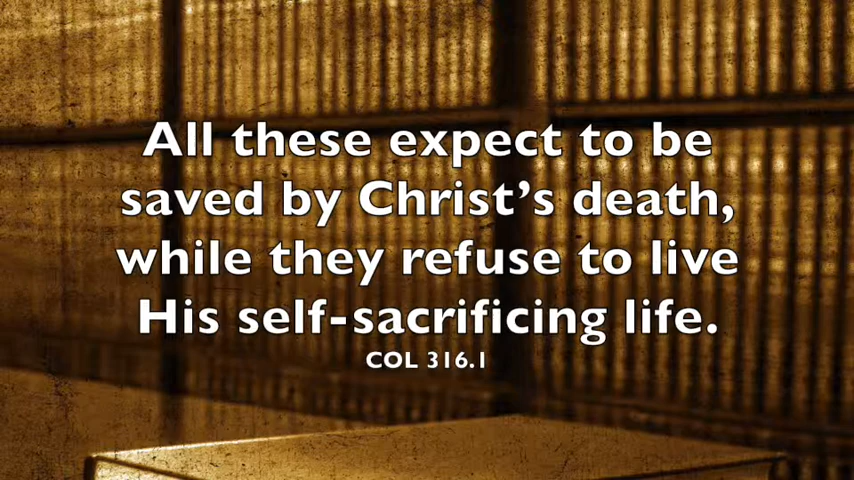 All these expect to be
saved by Christ’s death,
while they refuse to live
His self-sacrificing life.
COL 316.1